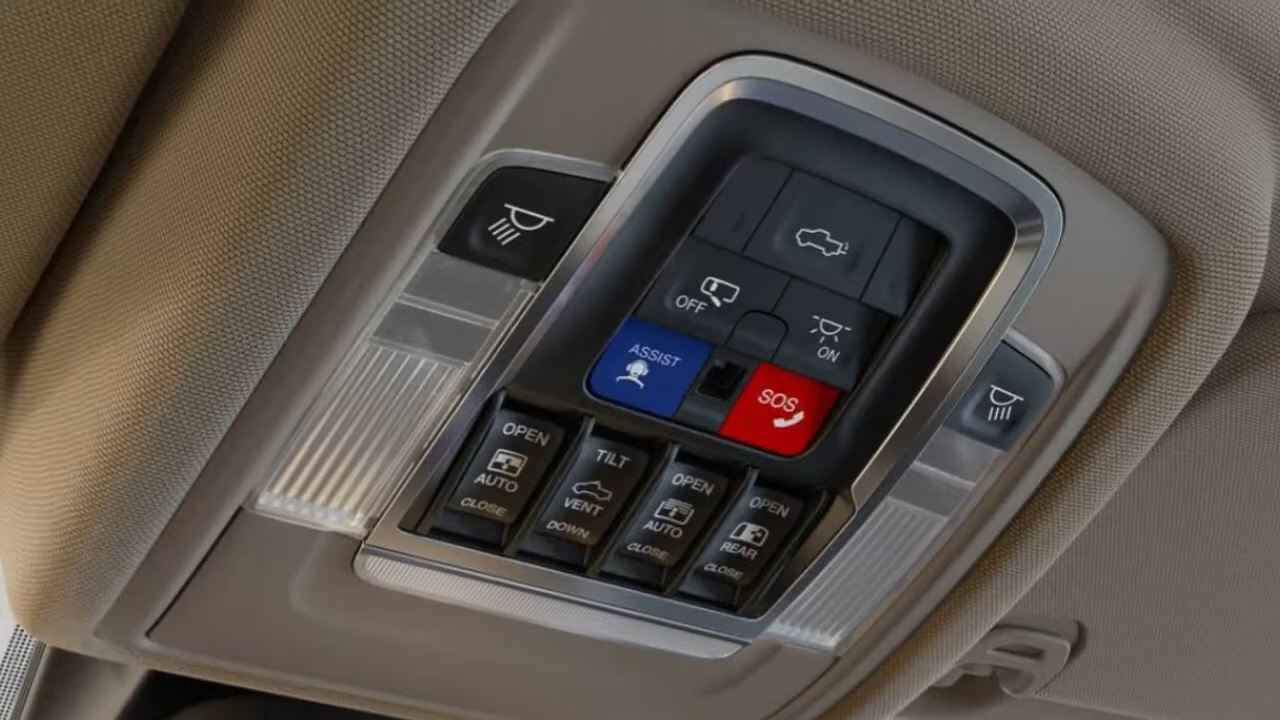 OFF
ON
ASSIST
SOS
OPEN
AUTO
CLOSE
TILT
VENT
DOWN
OPEN
AUTO
CLOSE
OPEN
REAR
CLOSE